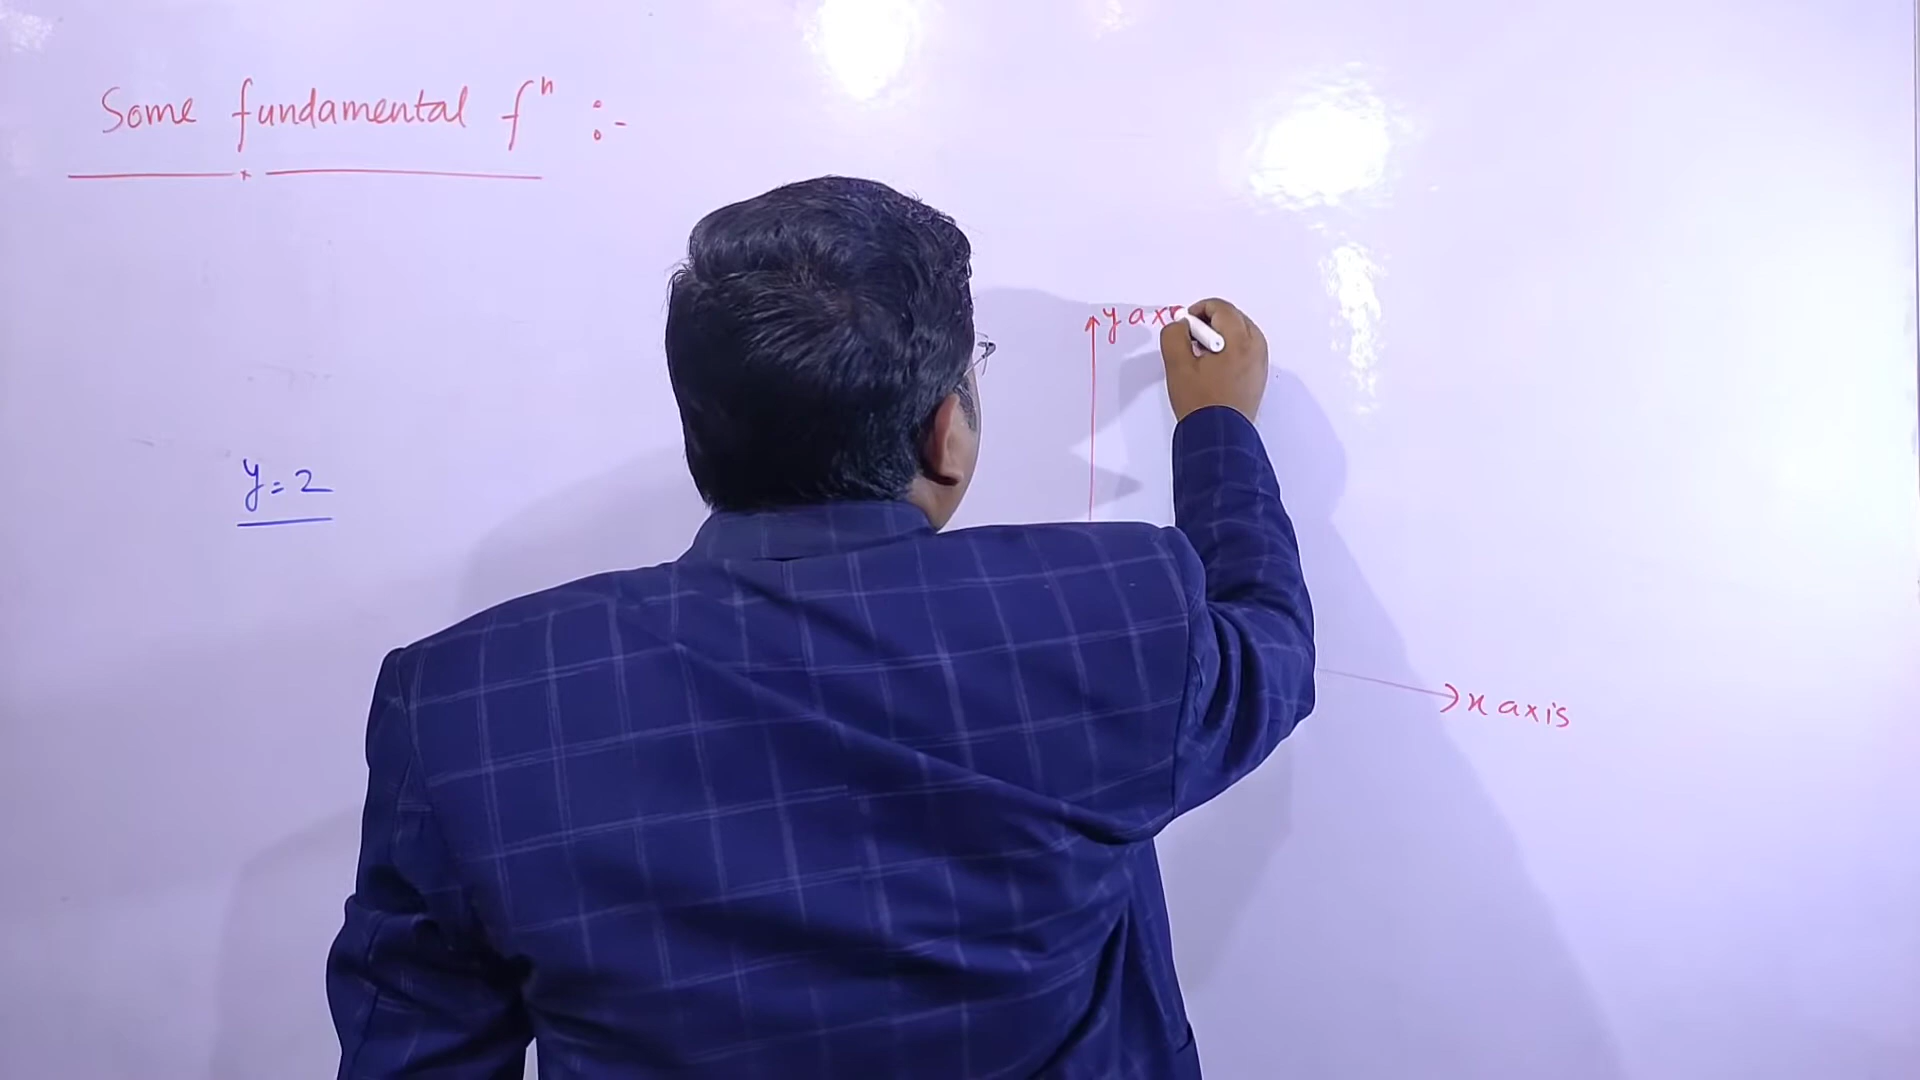 Some fundamental fⁿ :-
y axi
y = 2
x axis